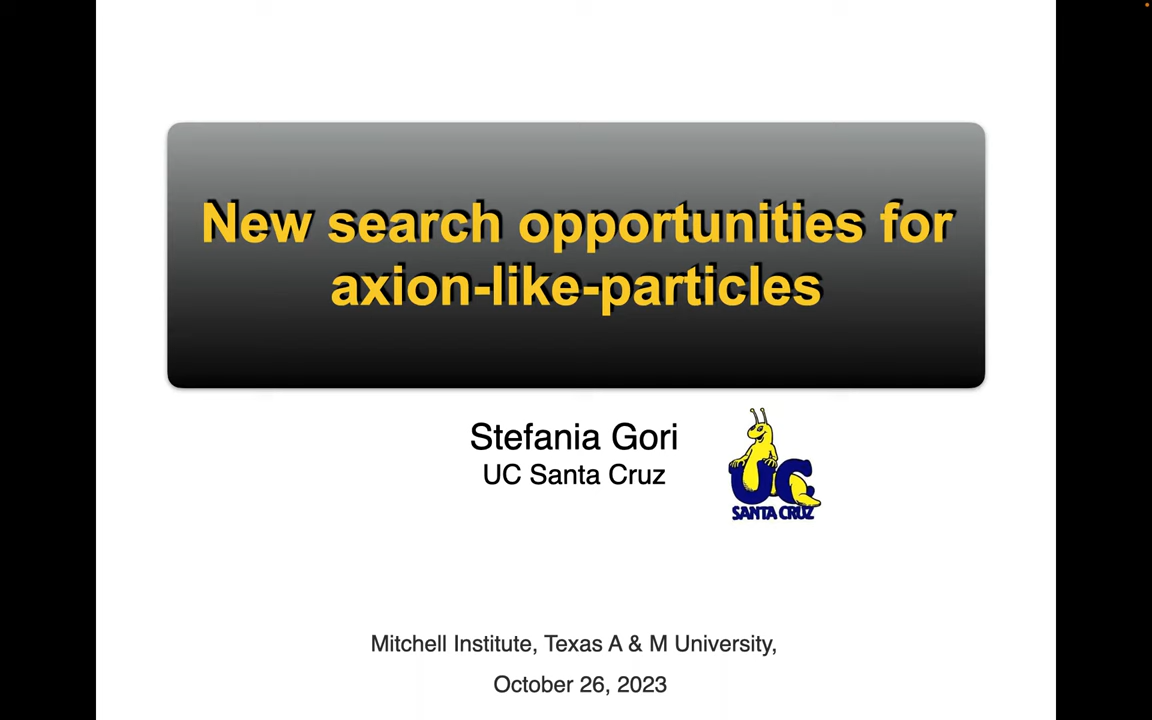 New search opportunities for
axion-like-particles
Stefania Gori
UC Santa Cruz
UC
SANTA CRUZ
Mitchell Institute, Texas A & M University,
October 26, 2023